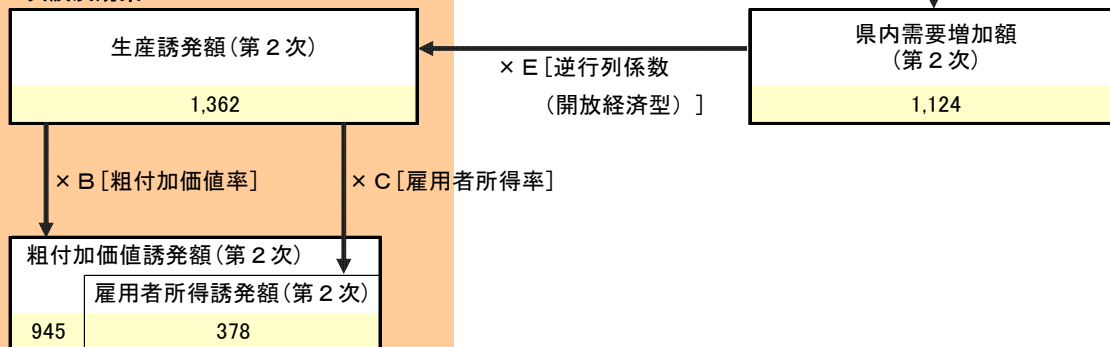 生産誘発額(第２次)
1,362
×Ｅ[逆行列係数
（開放経済型）]
県内需要増加額
(第２次)
1,124
×Ｂ[粗付加価値率]
×Ｃ[雇用者所得率]
粗付加価値誘発額(第２次)
雇用者所得誘発額(第２次)
945
378